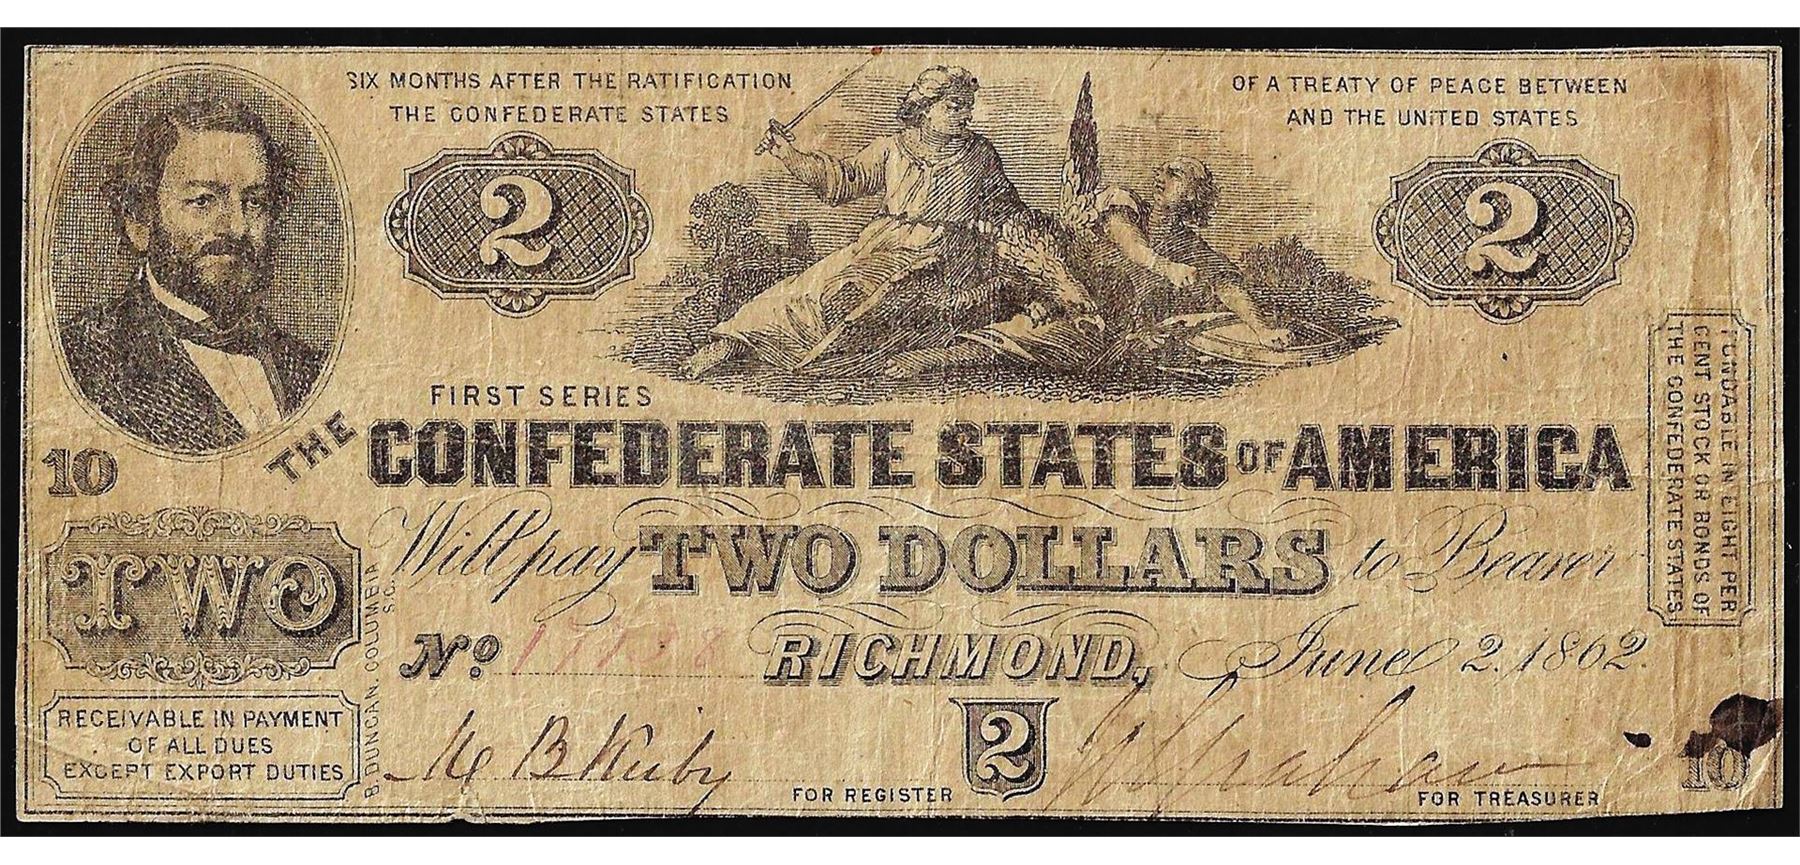 SIX MONTHS AFTER THE RATIFICATION OF A TREATY OF PEACE BETWEEN
THE CONFEDERATE STATES AND THE UNITED STATES
2 2
FIRST SERIES
10
THE CONFEDERATE STATES OF AMERICA
Will pay TWO DOLLARS to Bearer
TWO
No. RICHMOND, June 2. 1862.
RECEIVABLE IN PAYMENT
OF ALL DUES
EXCEPT EXPORT DUTIES
B. DUNCAN. COLUMBIA
S.C.
FUNDABLE IN EIGHT PER
CENT STOCK OR BONDS OF
THE CONFEDERATE STATES
2
Kirby
FOR REGISTER
FOR TREASURER
10